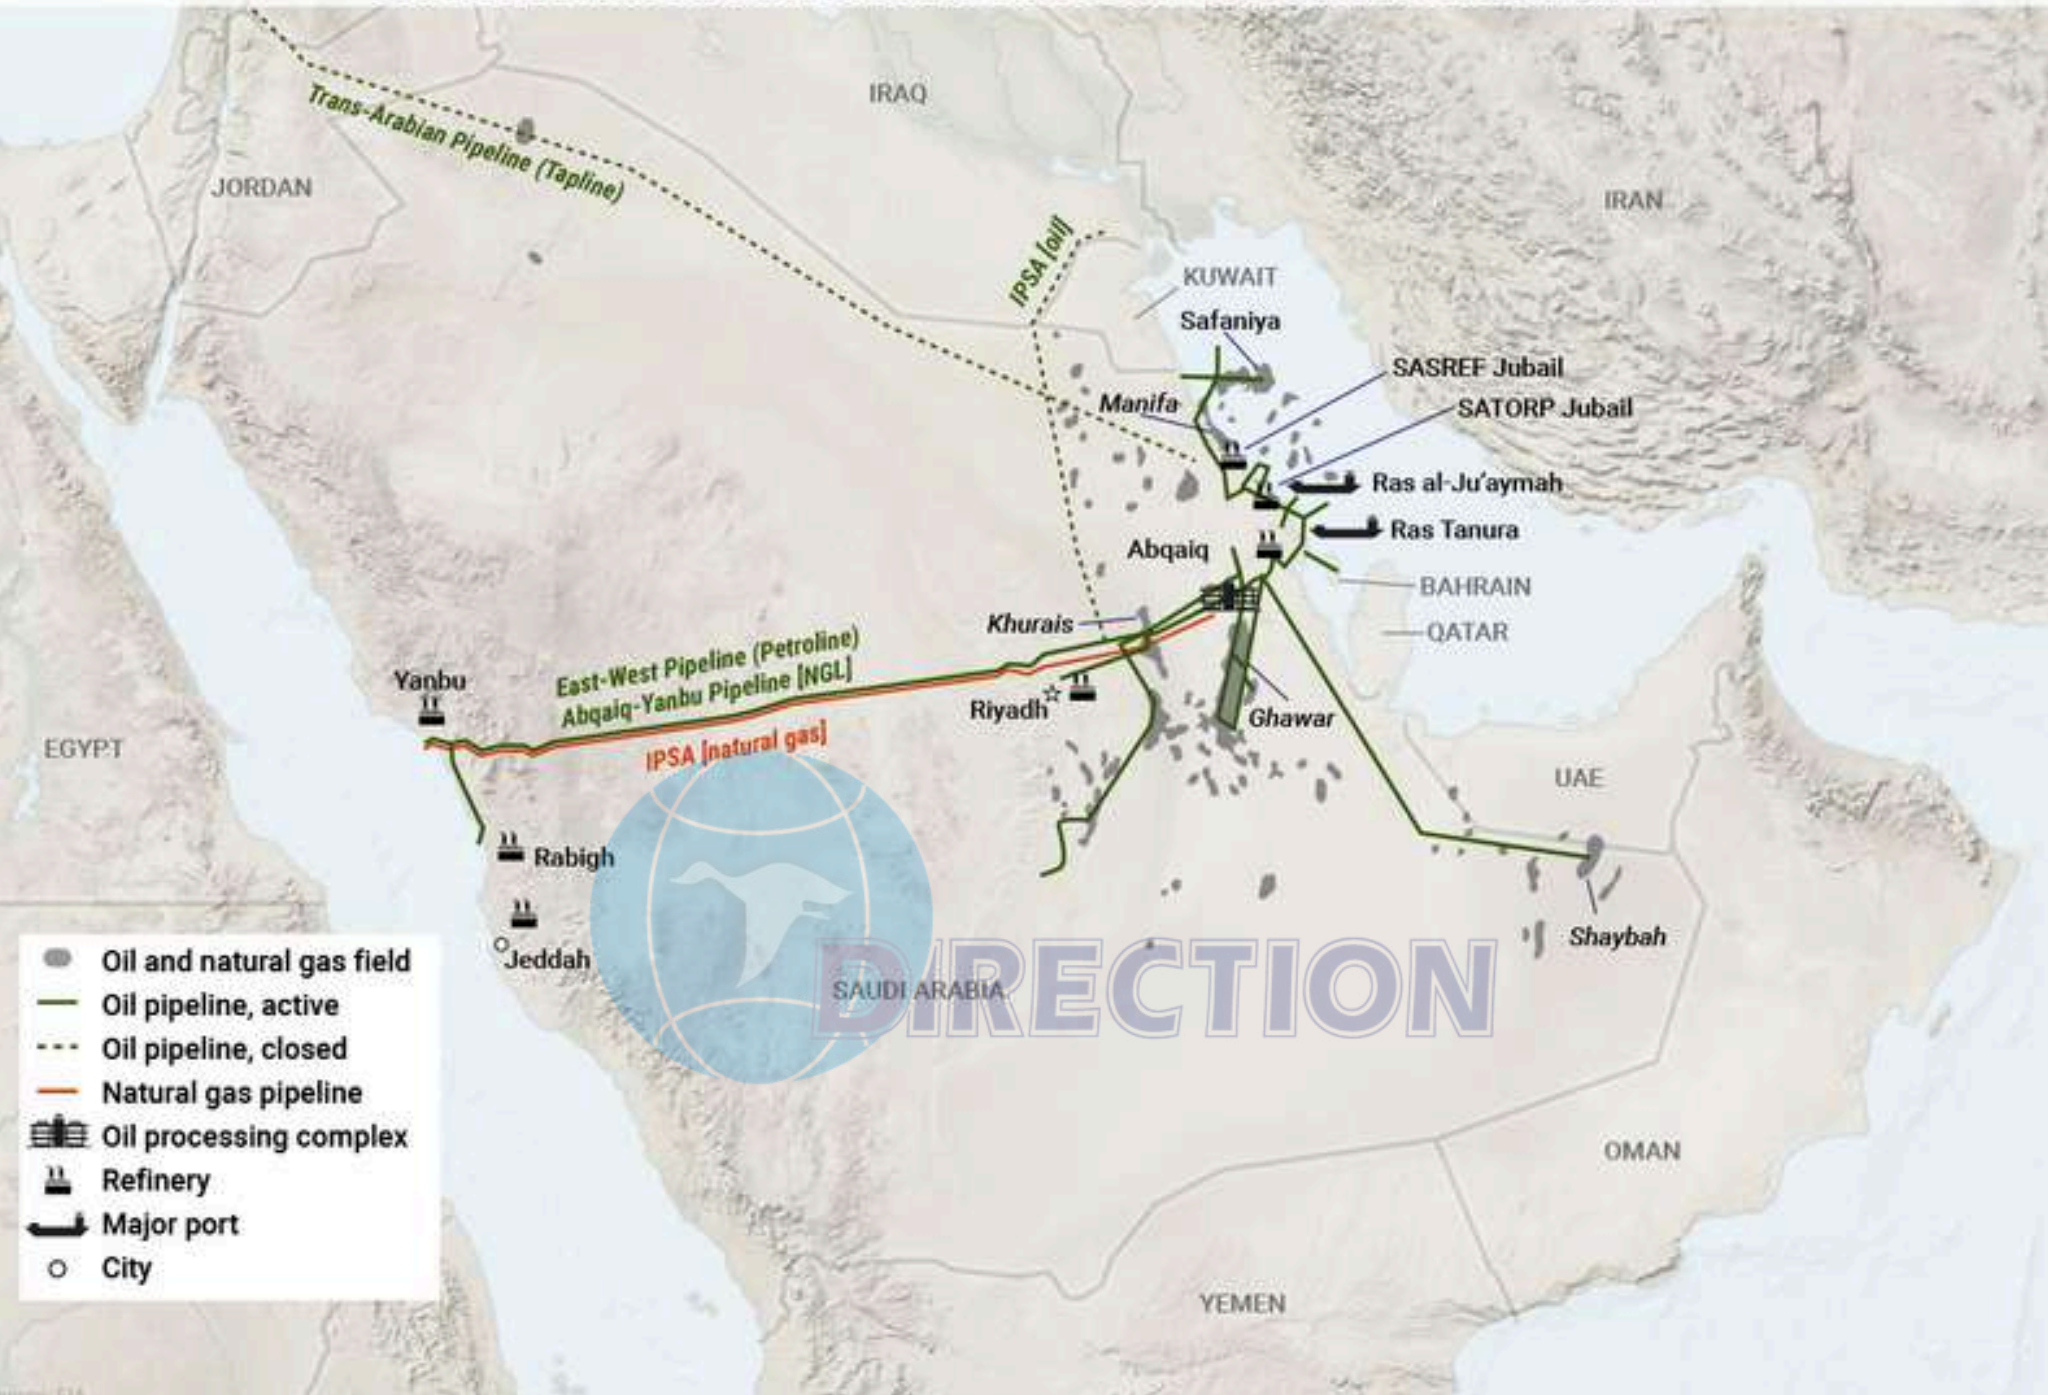 IRAQ
Trans-Arabian Pipeline (Tapline)
JORDAN
IRAN
IPSA [oil]
KUWAIT
Safaniya
SASREF Jubail
Manifa
SATORP Jubail
Ras al-Ju'aymah
Ras Tanura
Abqaiq
BAHRAIN
Khurais
QATAR
East-West Pipeline (Petroline)
Abqaiq-Yanbu Pipeline [NGL]
Yanbu
Riyadh
Ghawar
IPSA [natural gas]
EGYPT
UAE
Rabigh
Shaybah
Jeddah
SAUDI ARABIA
DIRECTION
Oil and natural gas field
Oil pipeline, active
Oil pipeline, closed
Natural gas pipeline
Oil processing complex
Refinery
Major port
City
OMAN
YEMEN